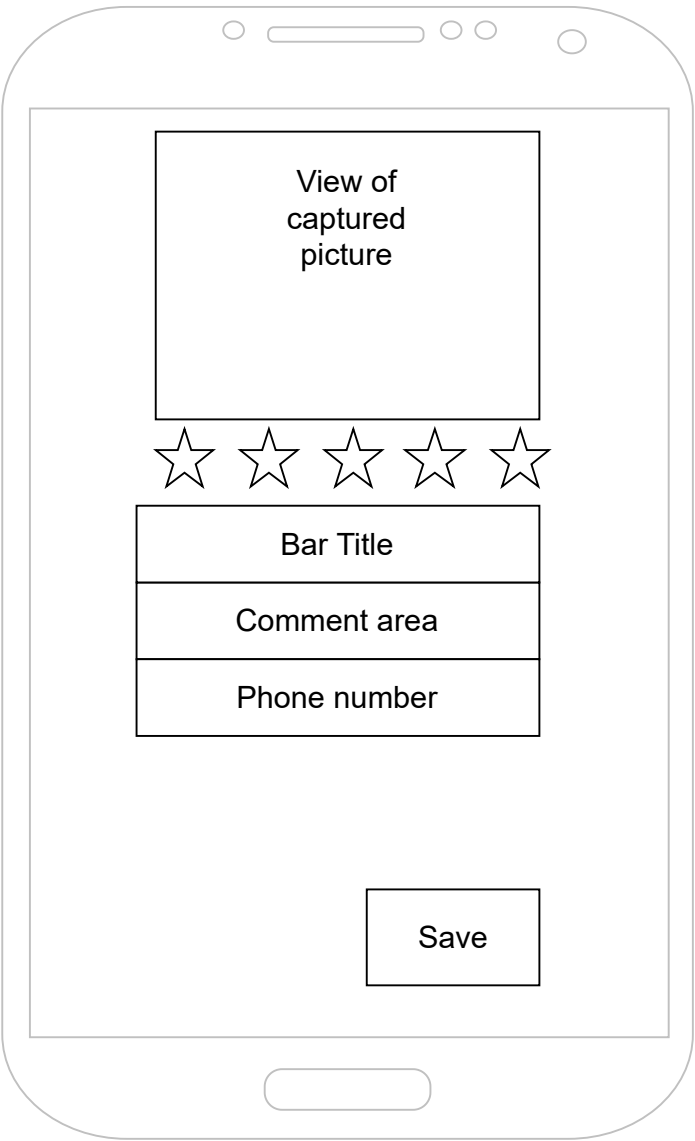 View of
captured
picture
Bar Title
Comment area
Phone number
Save